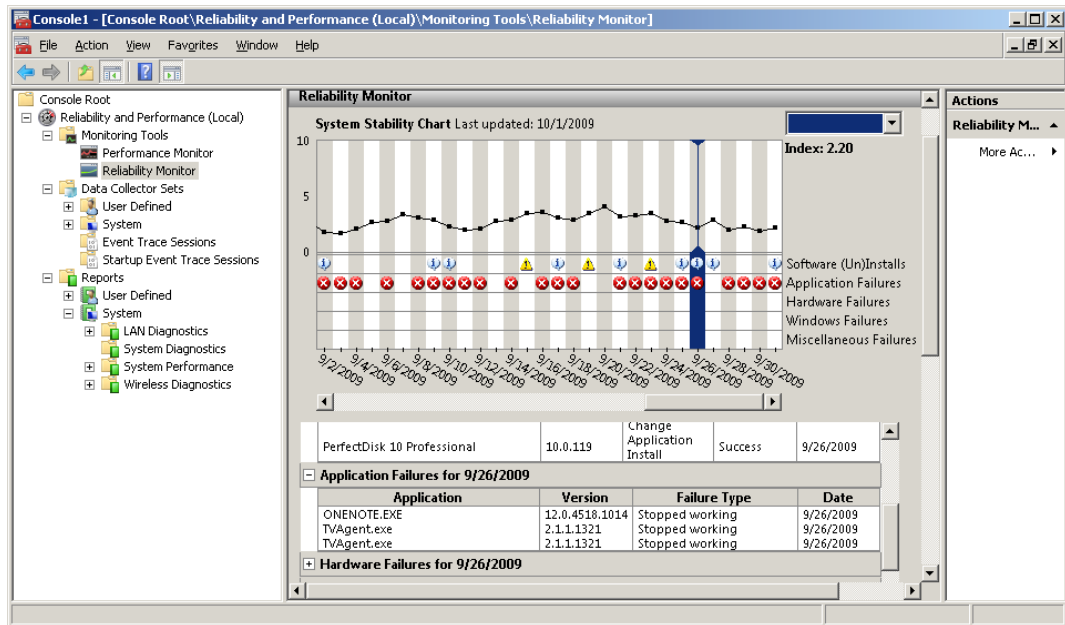 Console1 - [Console Root\Reliability and Performance (Local)\Monitoring Tools\Reliability Monitor]
File Action View Favorites Window Help
Console Root
Reliability and Performance (Local)
Monitoring Tools
Performance Monitor
Reliability Monitor
Data Collector Sets
User Defined
System
Event Trace Sessions
Startup Event Trace Sessions
Reports
User Defined
System
LAN Diagnostics
System Diagnostics
System Performance
Wireless Diagnostics
Reliability Monitor
System Stability Chart Last updated: 10/1/2009
Index: 2.20
10
5
0
Software (Un)Installs
Application Failures
Hardware Failures
Windows Failures
Miscellaneous Failures
9/2/2009 9/4/2009 9/6/2009 9/8/2009 9/10/2009 9/12/2009 9/14/2009 9/16/2009 9/18/2009 9/20/2009 9/22/2009 9/24/2009 9/26/2009 9/28/2009 9/30/2009
PerfectDisk 10 Professional 10.0.119 Change Application Install Success 9/26/2009
Application Failures for 9/26/2009
Application Version Failure Type Date
ONENOTE.EXE 12.0.4518.1014 Stopped working 9/26/2009
TVAgent.exe 2.1.1.1321 Stopped working 9/26/2009
TVAgent.exe 2.1.1.1321 Stopped working 9/26/2009
Hardware Failures for 9/26/2009
Actions
Reliability M...
More Ac...